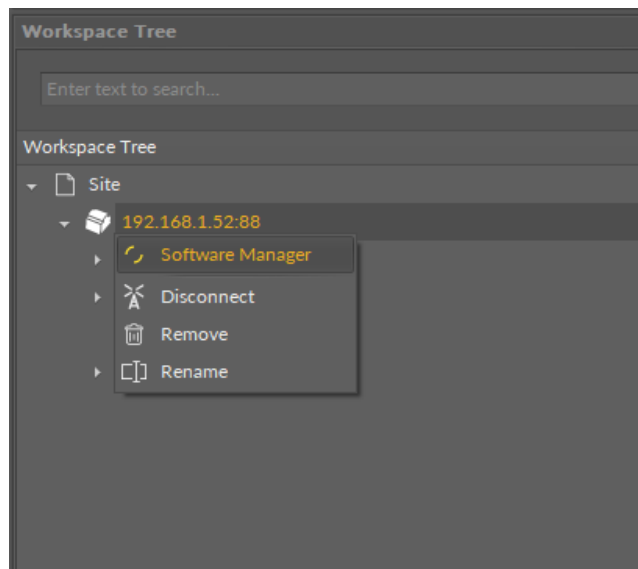 Workspace Tree
Enter text to search...
Workspace Tree
Site
192.168.1.52:88
Software Manager
Disconnect
Remove
Rename